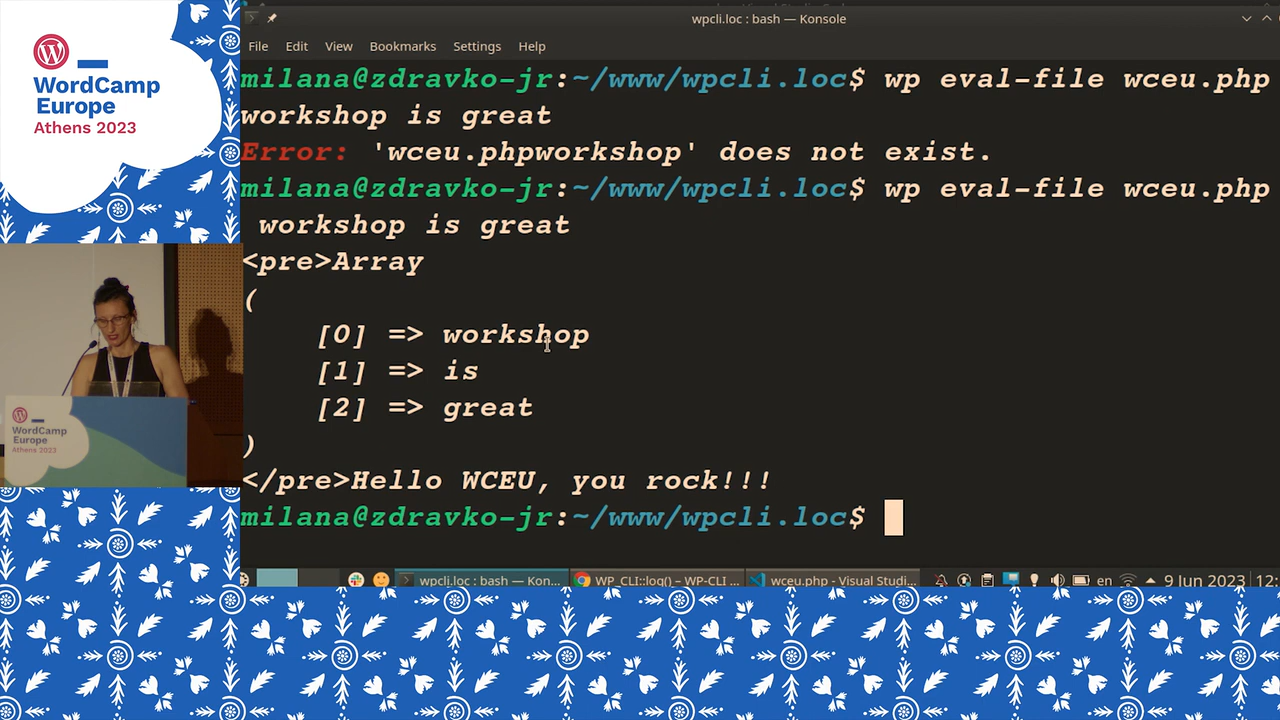 WordCamp
Europe
Athens 2023
wpcli.loc : bash — Konsole
File Edit View Bookmarks Settings Help
milana@zdravko-jr:~/www/wpcli.loc$ wp eval-file wceu.php
workshop is great
Error: 'wceu.phpworkshop' does not exist.
milana@zdravko-jr:~/www/wpcli.loc$ wp eval-file wceu.php
workshop is great
<pre>Array
(
[0] => workshop
[1] => is
[2] => great
)
</pre>Hello WCEU, you rock!!!
milana@zdravko-jr:~/www/wpcli.loc$
WordCamp
Europe
Athens 2023
wpcli.loc : bash — Kon... WP_CLI::log() – WP-CLI ... wceu.php - Visual Studi... en 9 Jun 2023 12: